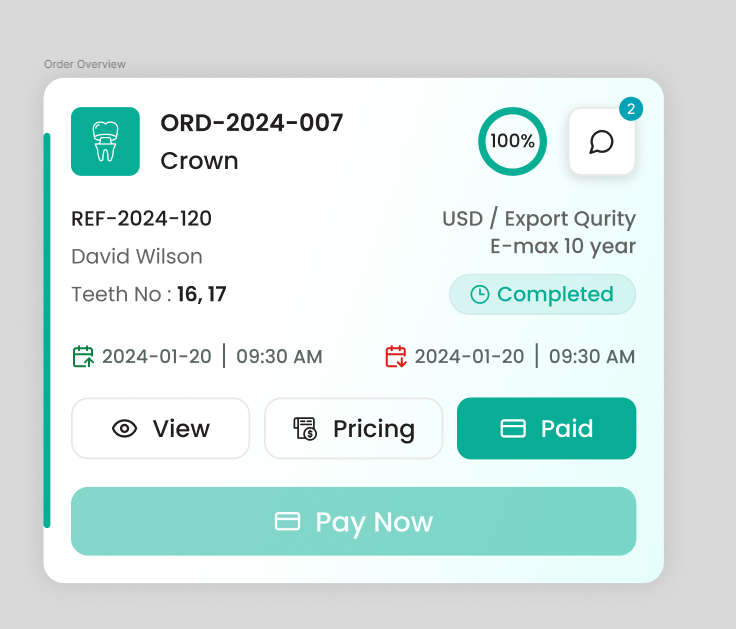 Order Overview
2
ORD-2024-007
100%
Crown
REF-2024-120
USD / Export Qurity
David Wilson
E-max 10 year
Teeth No : 16, 17
Completed
2024-01-20 | 09:30 AM
2024-01-20 | 09:30 AM
View
Pricing
Paid
Pay Now